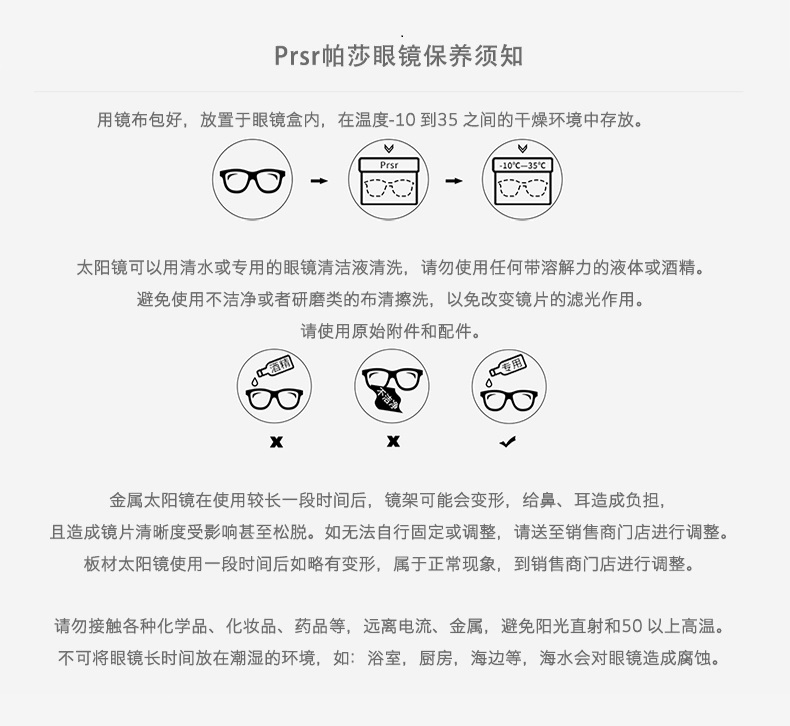 Prsr帕莎眼镜保养须知
用镜布包好，放置于眼镜盒内，在温度-10 到35 之间的干燥环境中存放。
Prsr
-10℃—35℃
太阳镜可以用清水或专用的眼镜清洁液清洗，请勿使用任何带溶解力的液体或酒精。
避免使用不洁净或者研磨类的布清擦洗，以免改变镜片的滤光作用。
请使用原始附件和配件。
酒精
不洁净
专用
金属太阳镜在使用较长一段时间后，镜架可能会变形，给鼻、耳造成负担，
且造成镜片清晰度受影响甚至松脱。如无法自行固定或调整，请送至销售商门店进行调整。
板材太阳镜使用一段时间后如略有变形，属于正常现象，到销售商门店进行调整。
请勿接触各种化学品、化妆品、药品等，远离电流、金属，避免阳光直射和50 以上高温。
不可将眼镜长时间放在潮湿的环境，如：浴室，厨房，海边等，海水会对眼镜造成腐蚀。